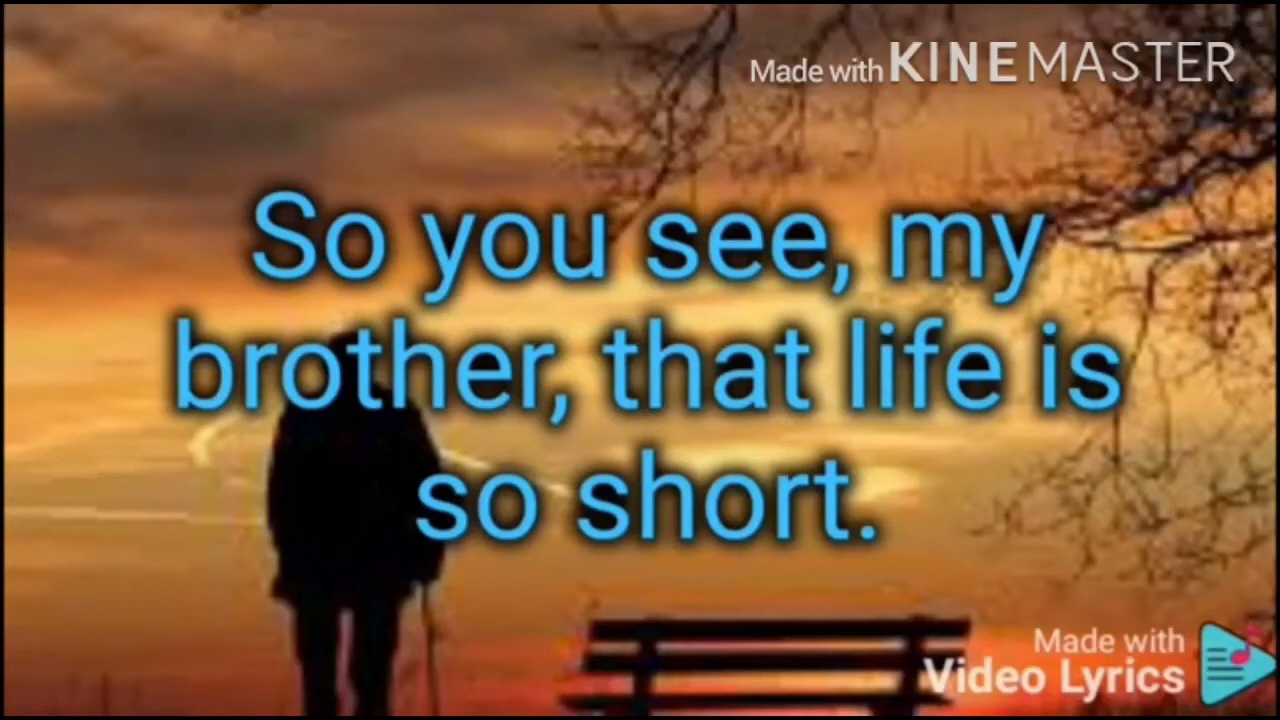 Made with KINEMASTER
So you see, my
brother, that life is
so short.
Made with
Video Lyrics